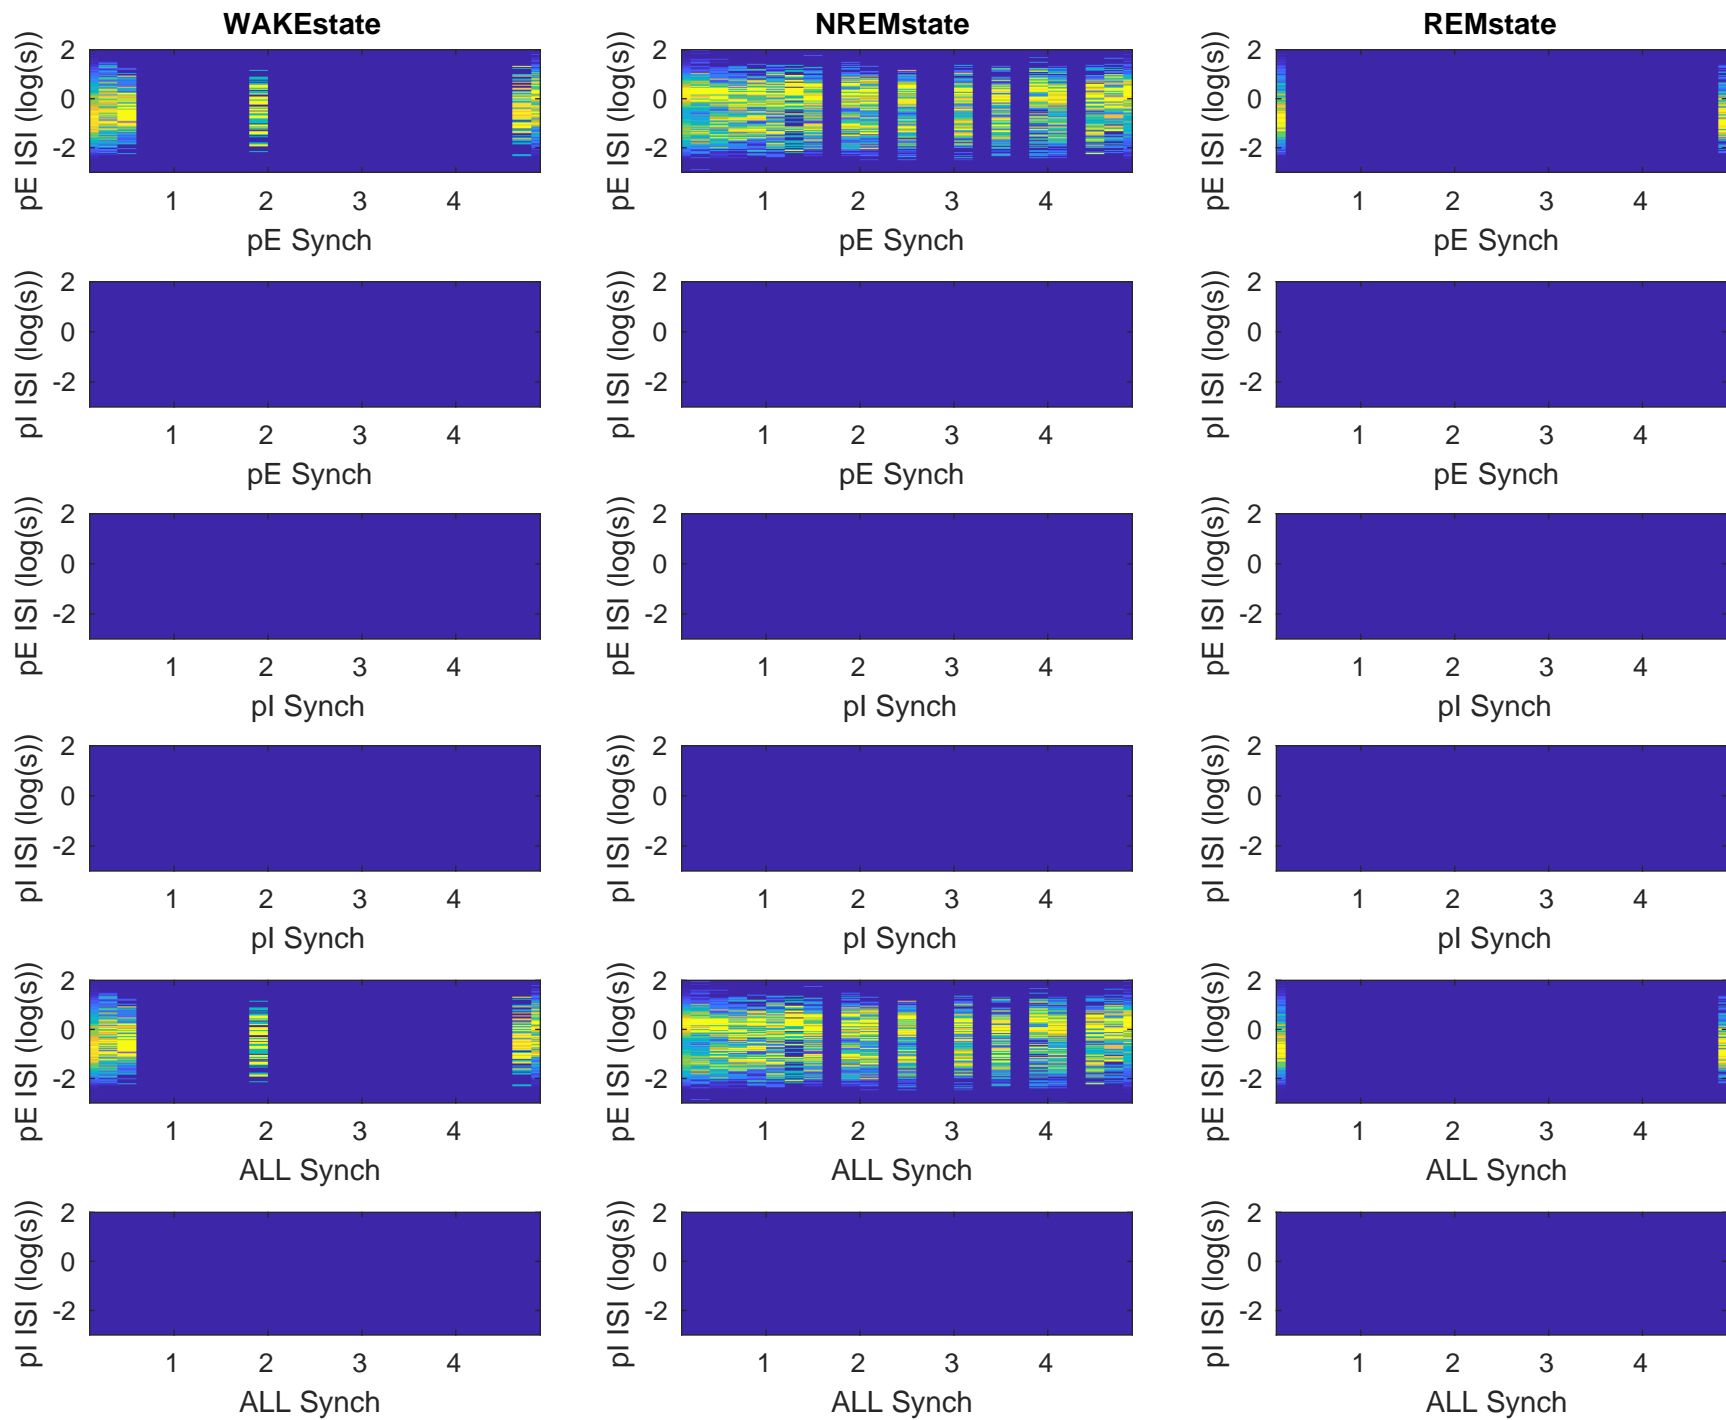 WAKEstate NREMstate REMstate
pE ISI (log(s)) 2 0 -2 pE ISI (log(s)) 2 0 -2 pE ISI (log(s)) 2 0 -2
1 2 3 4 1 2 3 4 1 2 3 4
pE Synch pE Synch pE Synch
pI ISI (log(s)) 2 0 -2 pI ISI (log(s)) 2 0 -2 pI ISI (log(s)) 2 0 -2
1 2 3 4 1 2 3 4 1 2 3 4
pE Synch pE Synch pE Synch
pE ISI (log(s)) 2 0 -2 pE ISI (log(s)) 2 0 -2 pE ISI (log(s)) 2 0 -2
1 2 3 4 1 2 3 4 1 2 3 4
pI Synch pI Synch pI Synch
pI ISI (log(s)) 2 0 -2 pI ISI (log(s)) 2 0 -2 pI ISI (log(s)) 2 0 -2
1 2 3 4 1 2 3 4 1 2 3 4
pI Synch pI Synch pI Synch
pE ISI (log(s)) 2 0 -2 pE ISI (log(s)) 2 0 -2 pE ISI (log(s)) 2 0 -2
1 2 3 4 1 2 3 4 1 2 3 4
ALL Synch ALL Synch ALL Synch
pI ISI (log(s)) 2 0 -2 pI ISI (log(s)) 2 0 -2 pI ISI (log(s)) 2 0 -2
1 2 3 4 1 2 3 4 1 2 3 4
ALL Synch ALL Synch ALL Synch